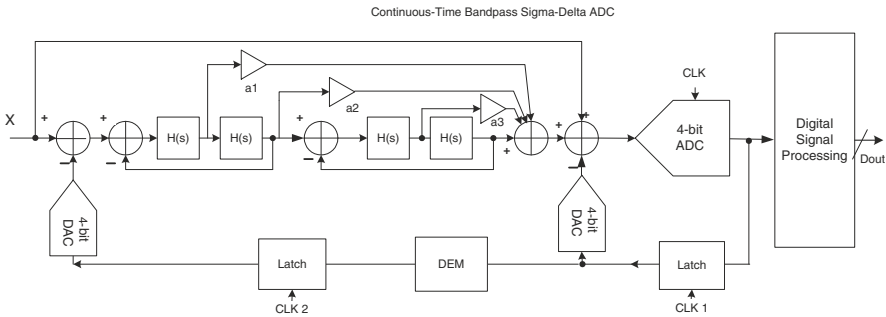 Continuous-Time Bandpass Sigma-Delta ADC
a1
a2
a3
CLK
X
+
+
+
+
+
+
H(s)
H(s)
H(s)
H(s)
4-bit
ADC
Digital
Signal
Processing
Dout
4-bit
DAC
4-bit
DAC
Latch
CLK 2
DEM
Latch
CLK 1